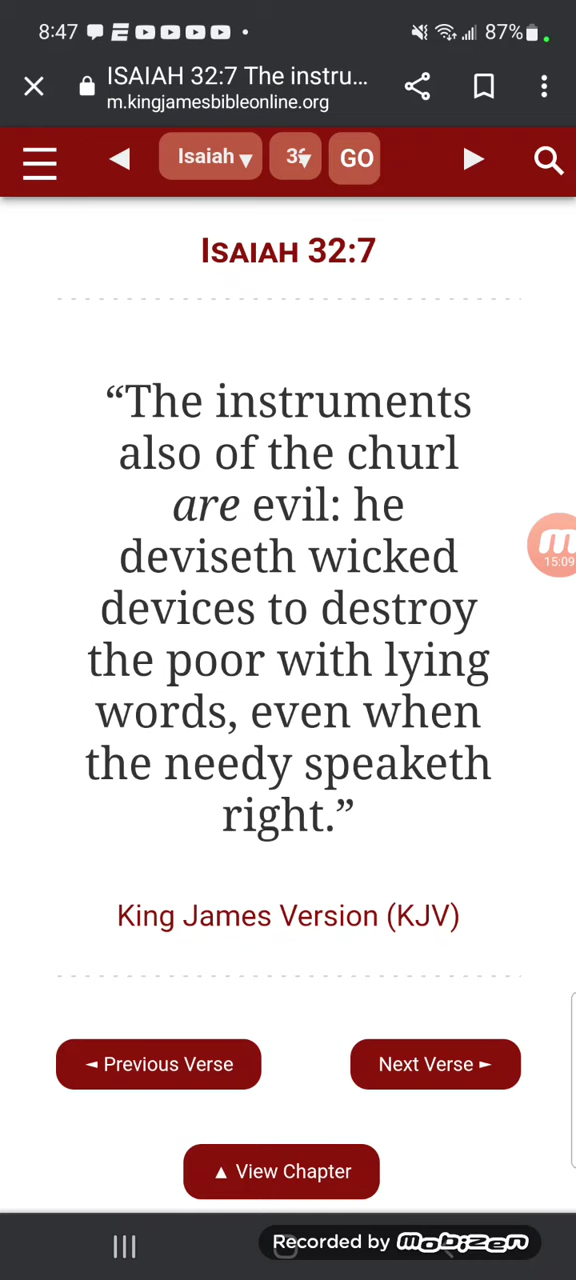 8:47
87%
ISAIAH 32:7 The instru...
m.kingjamesbibleonline.org
Isaiah
GO
ISAIAH 32:7
“The instruments
also of the churl
are evil: he
deviseth wicked
devices to destroy
the poor with lying
words, even when
the needy speaketh
right.”
15:09
King James Version (KJV)
◄ Previous Verse
Next Verse ►
▲ View Chapter
Recorded by mobizen